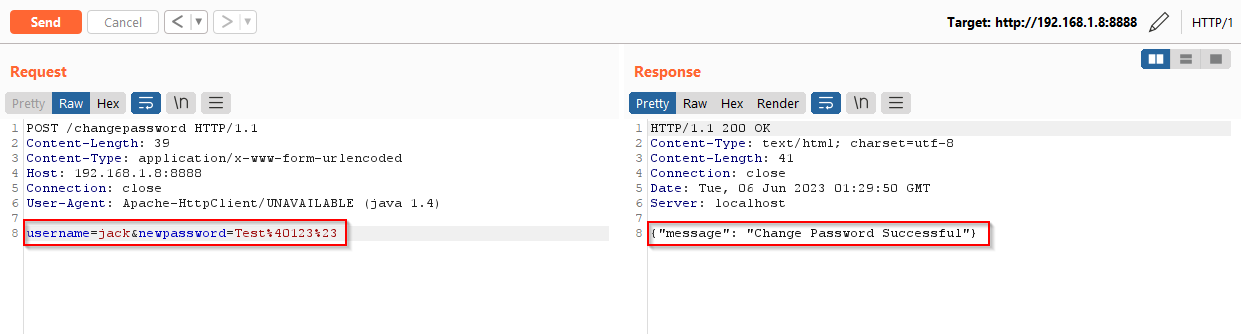 Send Cancel < > Target: http://192.168.1.8:8888 HTTP/1
Request
Pretty Raw Hex \n
1 POST /changepassword HTTP/1.1
2 Content-Length: 39
3 Content-Type: application/x-www-form-urlencoded
4 Host: 192.168.1.8:8888
5 Connection: close
6 User-Agent: Apache-HttpClient/UNAVAILABLE (java 1.4)
7
8 username=jack&newpassword=Test%40123%23
Response
Pretty Raw Hex Render \n
1 HTTP/1.1 200 OK
2 Content-Type: text/html; charset=utf-8
3 Content-Length: 41
4 Connection: close
5 Date: Tue, 06 Jun 2023 01:29:50 GMT
6 Server: localhost
7
8 {"message": "Change Password Successful"}